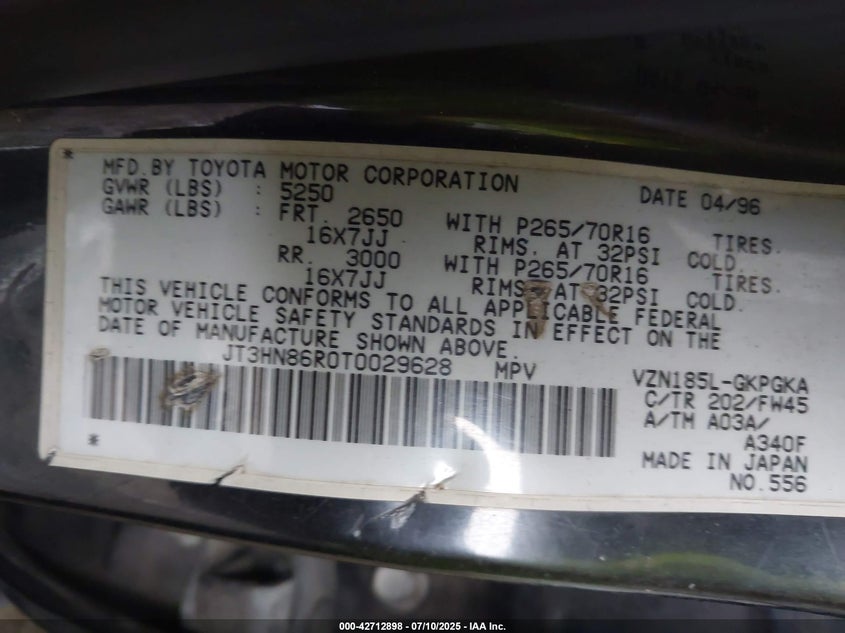 *
MFD.BY TOYOTA MOTOR CORPORATION DATE 04/96
GVWR (LBS) : 5250
GAWR (LBS) : FRT. 2650 WITH P265/70R16 TIRES.
16X7JJ RIMS. AT 32PSI COLD.
RR. 3000 WITH P265/70R16 TIRES.
16X7JJ RIMS. AT 32PSI COLD.
THIS VEHICLE CONFORMS TO ALL APPLICABLE FEDERAL
MOTOR VEHICLE SAFETY STANDARDS IN EFFECT ON THE
DATE OF MANUFACTURE SHOWN ABOVE.
JT3HN86R0T0029628 MPV VZN185L-GKPGKA
C/TR 202/FW45
A/TM A03A/
A340F
* MADE IN JAPAN
NO.556
000-42712898 - 07/10/2025 - IAA Inc.